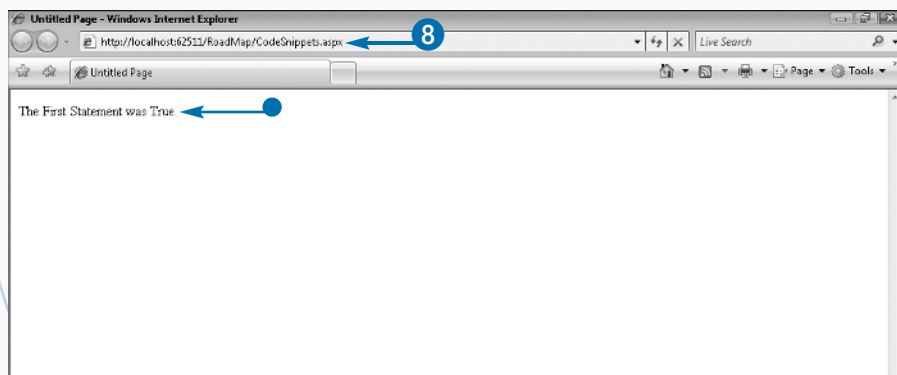 Untitled Page - Windows Internet Explorer
http://localhost:62511/RoadMap/CodeSnippets.aspx
8
Live Search
Untitled Page
Page
Tools
The First Statement was True.